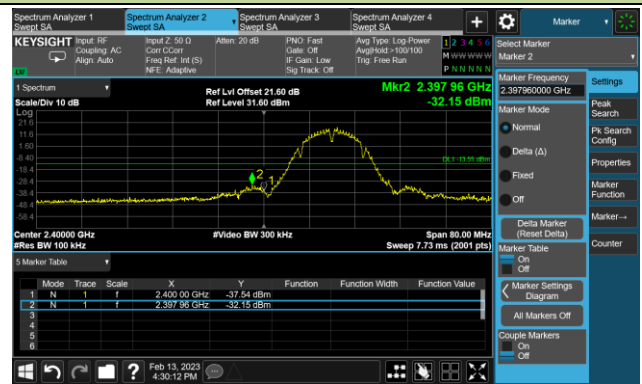 Spectrum Analyzer 1
Swept SA
Spectrum Analyzer 2
Swept SA
Spectrum Analyzer 3
Swept SA
Spectrum Analyzer 4
Swept SA
+
Marker
KEYSIGHT
Input: RF
Coupling: AC
Align: Auto
Input Z: 50 Ω
Corr CCorr
Freq Ref: Int (S)
NFE: Adaptive
Atten: 20 dB
PNO: Fast
Gate: Off
IF Gain: Low
Sig Track: Off
Avg Type: Log-Power
Avg|Hold:>100/100
Trig: Free Run
1 2 3 4 5 6
M W W W W W
P N N N N N
LXI
1 Spectrum
Scale/Div 10 dB
Log
Ref Lvl Offset 21.60 dB
Ref Level 31.60 dBm
Mkr2 2.397 96 GHz
-32.15 dBm
21.6
11.6
1.60
-8.40
-18.4
-28.4
-38.4
-48.4
-58.4
DL1 -13.55 dBm
2
1
Center 2.40000 GHz
#Res BW 100 kHz
#Video BW 300 kHz
Span 80.00 MHz
Sweep 7.73 ms (2001 pts)
5 Marker Table
Mode Trace Scale X Y Function Function Width Function Value
1 N 1 f 2.400 00 GHz -37.54 dBm
2 N 1 f 2.397 96 GHz -32.15 dBm
3
4
5
6
Select Marker
Marker 2
Marker Frequency
2.397960000 GHz
Marker Mode
Normal
Delta (Δ)
Fixed
Off
Delta Marker
(Reset Delta)
Marker Table
On
Off
Marker Settings
Diagram
All Markers Off
Couple Markers
On
Off
Settings
Peak
Search
Pk Search
Config
Properties
Marker
Function
Marker→
Counter
?
Feb 13, 2023
4:30:12 PM